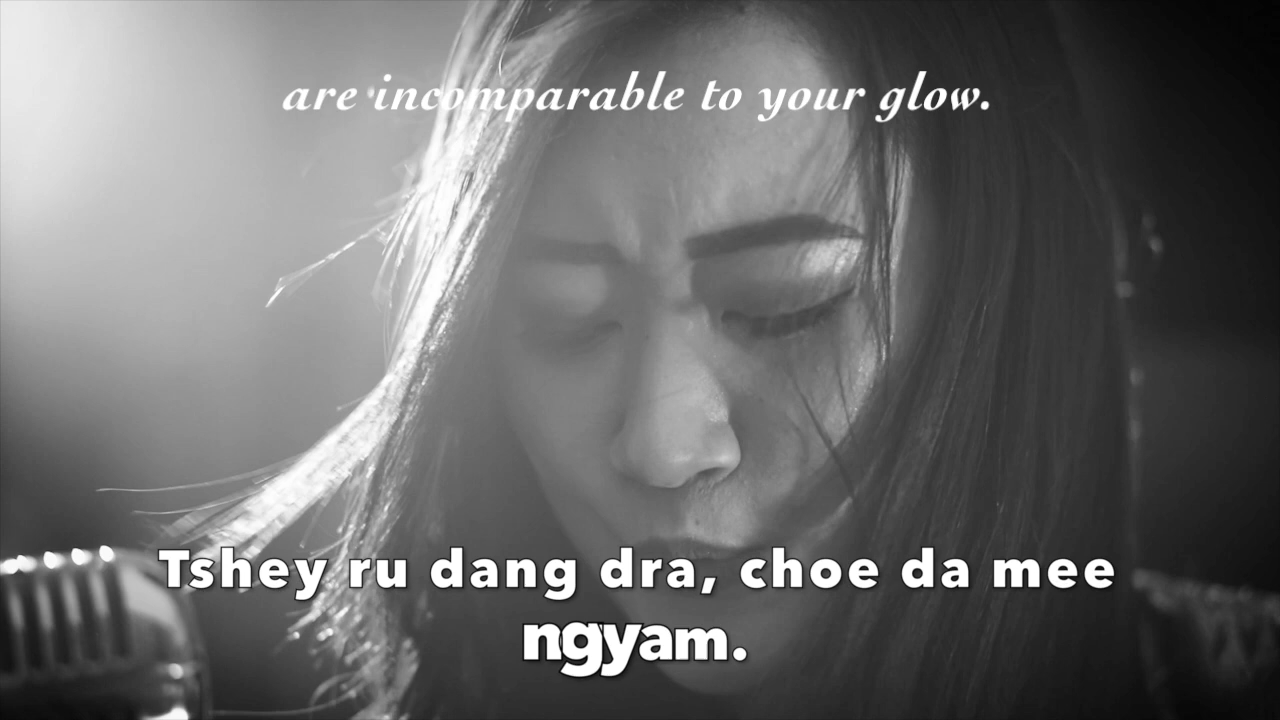 are incomparable to your glow.
Tshey ru dang dra, choe da mee
ngyam.